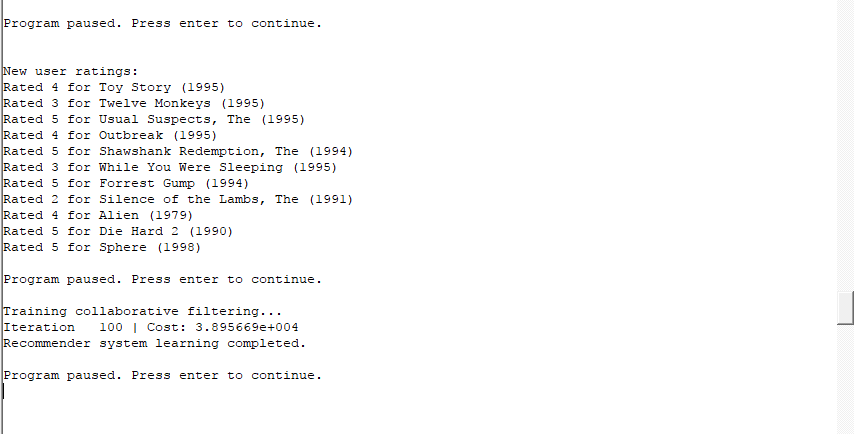 Program paused. Press enter to continue.
New user ratings:
Rated 4 for Toy Story (1995)
Rated 3 for Twelve Monkeys (1995)
Rated 5 for Usual Suspects, The (1995)
Rated 4 for Outbreak (1995)
Rated 5 for Shawshank Redemption, The (1994)
Rated 3 for While You Were Sleeping (1995)
Rated 5 for Forrest Gump (1994)
Rated 2 for Silence of the Lambs, The (1991)
Rated 4 for Alien (1979)
Rated 5 for Die Hard 2 (1990)
Rated 5 for Sphere (1998)
Program paused. Press enter to continue.
Training collaborative filtering...
Iteration   100 | Cost: 3.895669e+004
Recommender system learning completed.
Program paused. Press enter to continue.